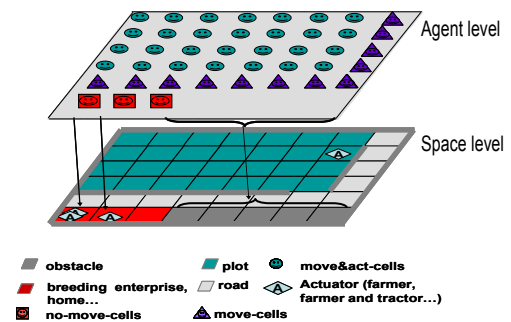 Agent level
Space level
A
A
A
A
obstacle
plot
move&act-cells
breeding enterprise,
home...
road
A
Actuator (farmer,
farmer and tractor...)
no-move-cells
move-cells